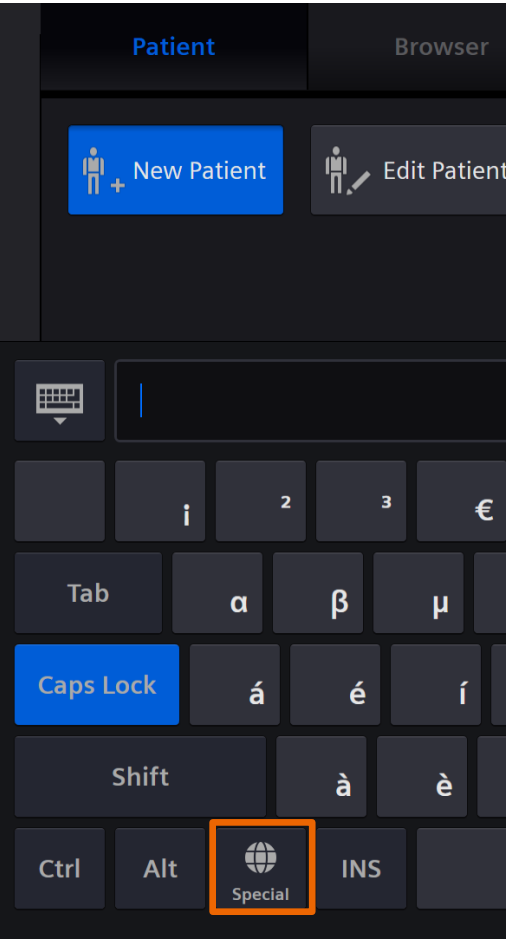 Patient Browser
New Patient Edit Patient
¡ ² ³ €
Tab α β µ
Caps Lock á é í
Shift à è
Ctrl Alt Special INS